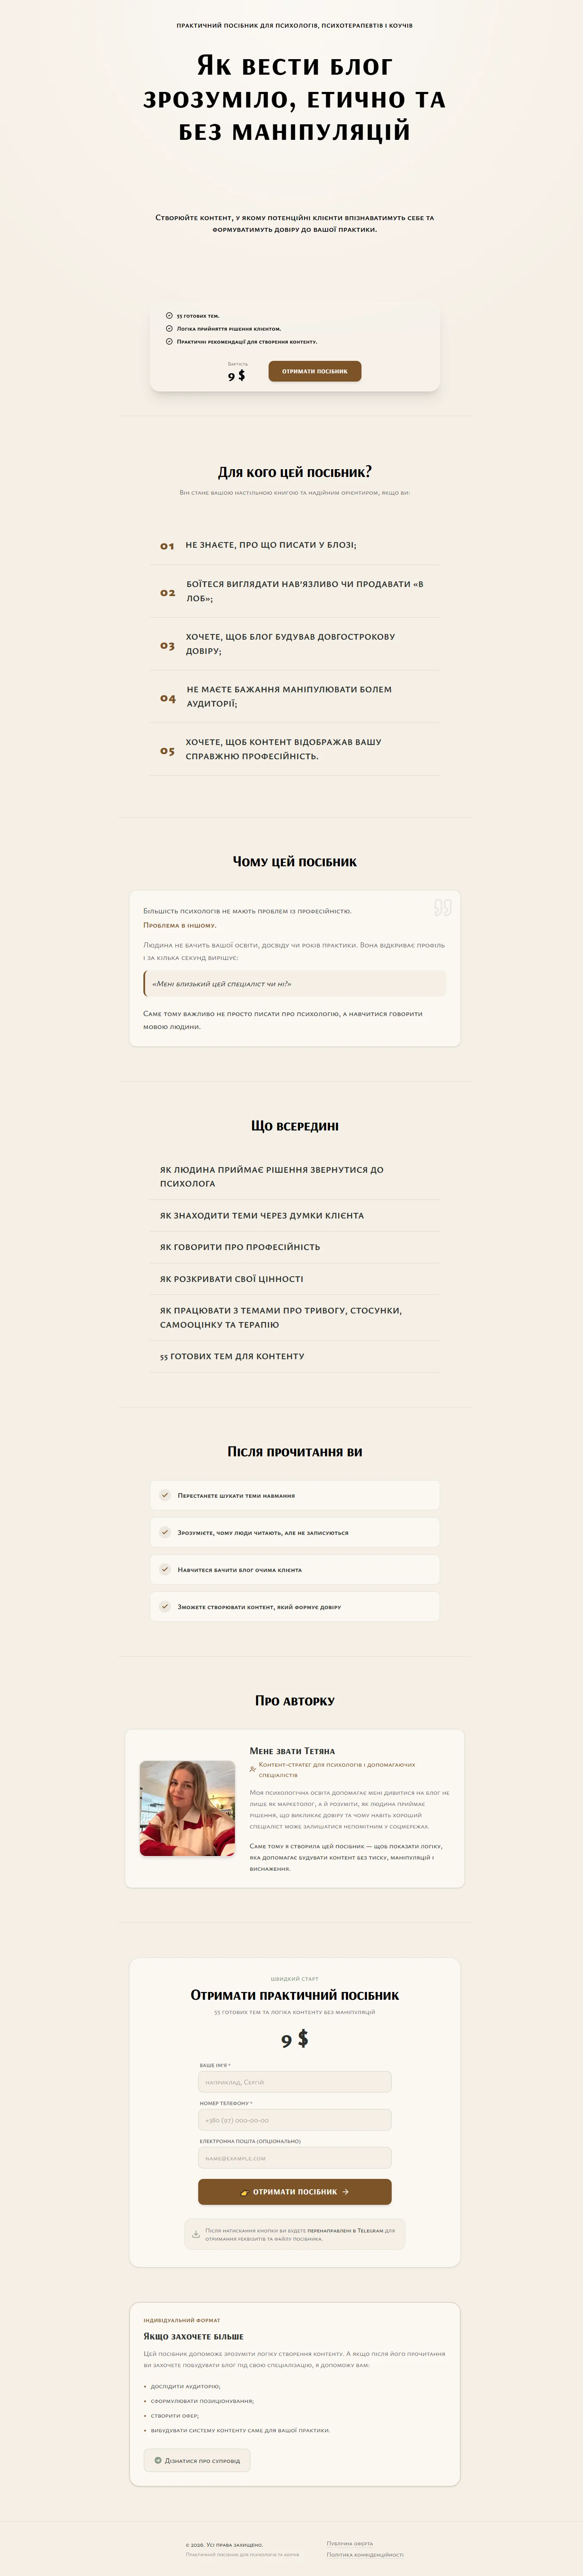 ПРАКТИЧНИЙ ПОСІБНИК ДЛЯ ПСИХОЛОГІВ, ПСИХОТЕРАПЕВТІВ І КОУЧІВ
Як вести блог
зрозуміло, етично та
без маніпуляцій
Створюйте контент, у якому потенційні клієнти впізнаватимуть себе та
формуватимуть довіру до вашої практики.
55 готових тем.
Логіка прийняття рішення клієнтом.
Практичні рекомендації для створення контенту.
Вартість
9 $
ОТРИМАТИ ПОСІБНИК
Для кого цей посібник?
Він стане вашою настільною книгою та надійним орієнтиром, якщо ви:
01 НЕ ЗНАЄТЕ, ПРО ЩО ПИСАТИ У БЛОЗІ;
02 БОЇТЕСЯ ВИГЛЯДАТИ НАВ'ЯЗЛИВО ЧИ ПРОДАВАТИ «В
ЛОБ»;
03 ХОЧЕТЕ, ЩОБ БЛОГ БУДУВАВ ДОВГОСТРОКОВУ
ДОВІРУ;
04 НЕ МАЄТЕ БАЖАННЯ МАНІПУЛЮВАТИ БОЛЕМ
АУДИТОРІЇ;
05 ХОЧЕТЕ, ЩОБ КОНТЕНТ ВІДОБРАЖАВ ВАШУ
СПРАВЖНЮ ПРОФЕСІЙНІСТЬ.
Чому цей посібник
Більшість психологів не мають проблем із професійністю.
Проблема в іншому.
Людина не бачить вашої освіти, досвіду чи років практики. Вона відкриває профіль
і за кілька секунд вирішує:
«Мені близький цей спеціаліст чи ні?»
Саме тому важливо не просто писати про психологію, а навчитися говорити
мовою людини.
Що всередині
ЯК ЛЮДИНА ПРИЙМАЄ РІШЕННЯ ЗВЕРНУТИСЯ ДО
ПСИХОЛОГА
ЯК ЗНАХОДИТИ ТЕМИ ЧЕРЕЗ ДУМКИ КЛІЄНТА
ЯК ГОВОРИТИ ПРО ПРОФЕСІЙНІСТЬ
ЯК РОЗКРИВАТИ СВОЇ ЦІННОСТІ
ЯК ПРАЦЮВАТИ З ТЕМАМИ ПРО ТРИВОГУ, СТОСУНКИ,
САМООЦІНКУ ТА ТЕРАПІЮ
55 ГОТОВИХ ТЕМ ДЛЯ КОНТЕНТУ
Після прочитання ви
Перестанете шукати теми навмання
Зрозумієте, чому люди читають, але не записуються
Навчитеся бачити блог очима клієнта
Зможете створювати контент, який формує довіру
Про авторку
Мене звати Тетяна
Контент-стратег для психологів і допомагаючих
спеціалістів
Моя психологічна освіта допомагає мені дивитися на блог не
лише як маркетолог, а й розуміти, як людина приймає
рішення, що викликає довіру та чому навіть хороший
спеціаліст може залишатися непомітним у соцмережах.
Саме тому я створила цей посібник — щоб показати логіку,
яка допомагає будувати контент без тиску, маніпуляцій і
виснаження.
ШВИДКИЙ СТАРТ
Отримати практичний посібник
55 готових тем та логіка контенту без маніпуляцій
9 $
ВАШЕ ІМ'Я *
наприклад, Сергій
НОМЕР ТЕЛЕФОНУ *
+380 (97) 000-00-00
ЕЛЕКТРОННА ПОШТА (ОПЦІОНАЛЬНО)
name@example.com
👉 ОТРИМАТИ ПОСІБНИК →
Після натискання кнопки ви будете перенаправлені в Telegram для
отримання реквізитів та файлу посібника.
ІНДИВІДУАЛЬНИЙ ФОРМАТ
Якщо захочете більше
Цей посібник допоможе зрозуміти логіку створення контенту. А якщо після його прочитання
ви захочете побудувати блог під свою спеціалізацію, я допоможу вам:
• дослідити аудиторію;
• сформулювати позиціонування;
• створити офер;
• вибудувати систему контенту саме для вашої практики.
Дізнатися про супровід
© 2026. Усі права захищено.
Практичний посібник для психологів та коучів
Публічна оферта
Політика конфіденційності